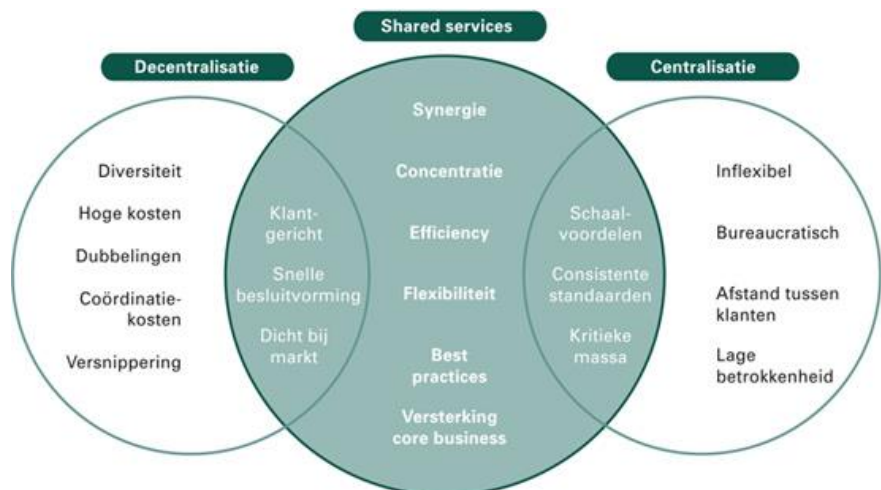 Shared services
Decentralisatie
Centralisatie
Diversiteit
Hoge kosten
Dubbelingen
Coördinatie-
kosten
Versnippering
Klant-
gericht
Snelle
besluitvorming
Dicht bij
markt
Synergie
Concentratie
Efficiency
Flexibiliteit
Best
practices
Versterking
core business
Schaal-
voordelen
Consistente
standaarden
Kritieke
massa
Inflexibel
Bureaucratisch
Afstand tussen
klanten
Lage
betrokkenheid